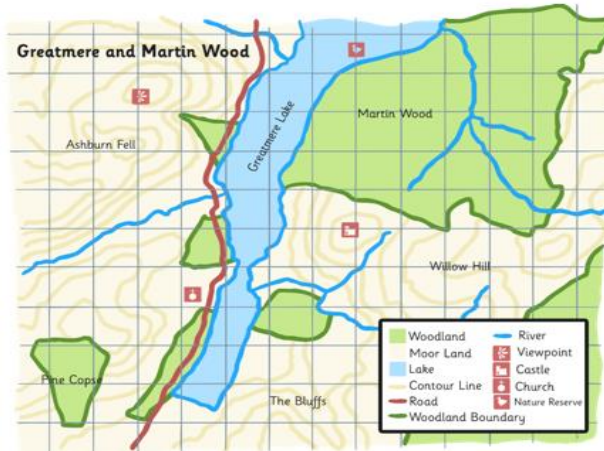 Greatmere and Martin Wood
Martin Wood
Ashburn Fell
Greatmere Lake
Willow Hill
Pine Copse
The Bluffs
Woodland
Moor Land
Lake
Contour Line
Road
Woodland Boundary
River
Viewpoint
Castle
Church
Nature Reserve